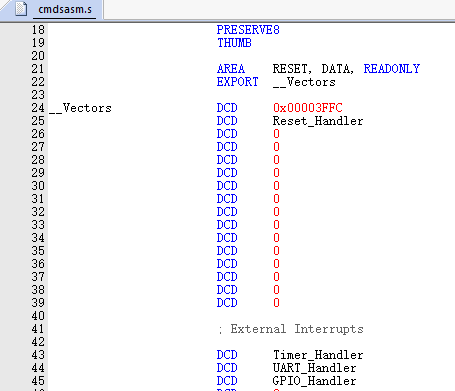 cmdsasm.s
18 PRESERVE8
19 THUMB
20
21 AREA RESET, DATA, READONLY
22 EXPORT __Vectors
23
24 __Vectors DCD 0x00003FFC
25 DCD Reset_Handler
26 DCD 0
27 DCD 0
28 DCD 0
29 DCD 0
30 DCD 0
31 DCD 0
32 DCD 0
33 DCD 0
34 DCD 0
35 DCD 0
36 DCD 0
37 DCD 0
38 DCD 0
39 DCD 0
40
41 ; External Interrupts
42
43 DCD Timer_Handler
44 DCD UART_Handler
45 DCD GPIO_Handler